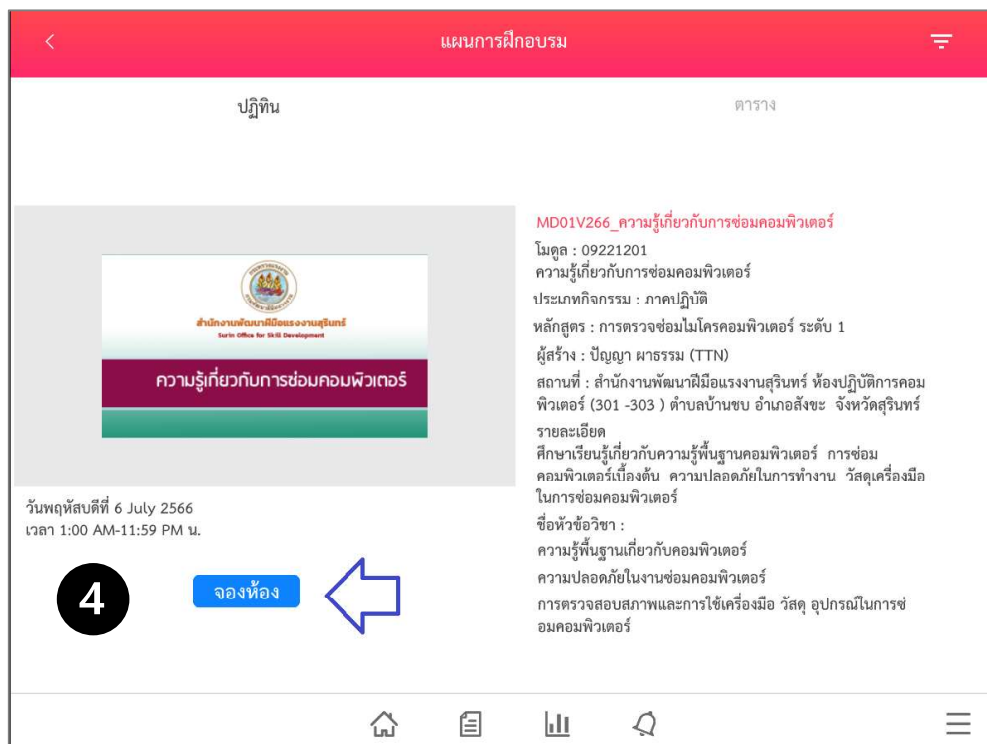 แผนการฝึกอบรม
ปฏิทิน
ตาราง
สำนักงานพัฒนาฝีมือแรงงานสุรินทร์
Surin Office for Skill Development
ความรู้เกี่ยวกับการซ่อมคอมพิวเตอร์
วันพฤหัสบดีที่ 6 July 2566
เวลา 1:00 AM-11:59 PM น.
4
จองห้อง
MD01V266_ความรู้เกี่ยวกับการซ่อมคอมพิวเตอร์
โมดูล : 09221201
ความรู้เกี่ยวกับการซ่อมคอมพิวเตอร์
ประเภทกิจกรรม : ภาคปฏิบัติ
หลักสูตร : การตรวจซ่อมไมโครคอมพิวเตอร์ ระดับ 1
ผู้สร้าง : ปัญญา ผาธรรม (TTN)
สถานที่ : สำนักงานพัฒนาฝีมือแรงงานสุรินทร์ ห้องปฏิบัติการคอม
พิวเตอร์ (301 -303 ) ตำบลบ้านชบ อำเภอสังขะ จังหวัดสุรินทร์
รายละเอียด
ศึกษาเรียนรู้เกี่ยวกับความรู้พื้นฐานคอมพิวเตอร์ การซ่อม
คอมพิวเตอร์เบื้องต้น ความปลอดภัยในการทำงาน วัสดุเครื่องมือ
ในการซ่อมคอมพิวเตอร์
ชื่อหัวข้อวิชา :
ความรู้พื้นฐานเกี่ยวกับคอมพิวเตอร์
ความปลอดภัยในงานซ่อมคอมพิวเตอร์
การตรวจสอบสภาพและการใช้เครื่องมือ วัสดุ อุปกรณ์ในการซ่
อมคอมพิวเตอร์